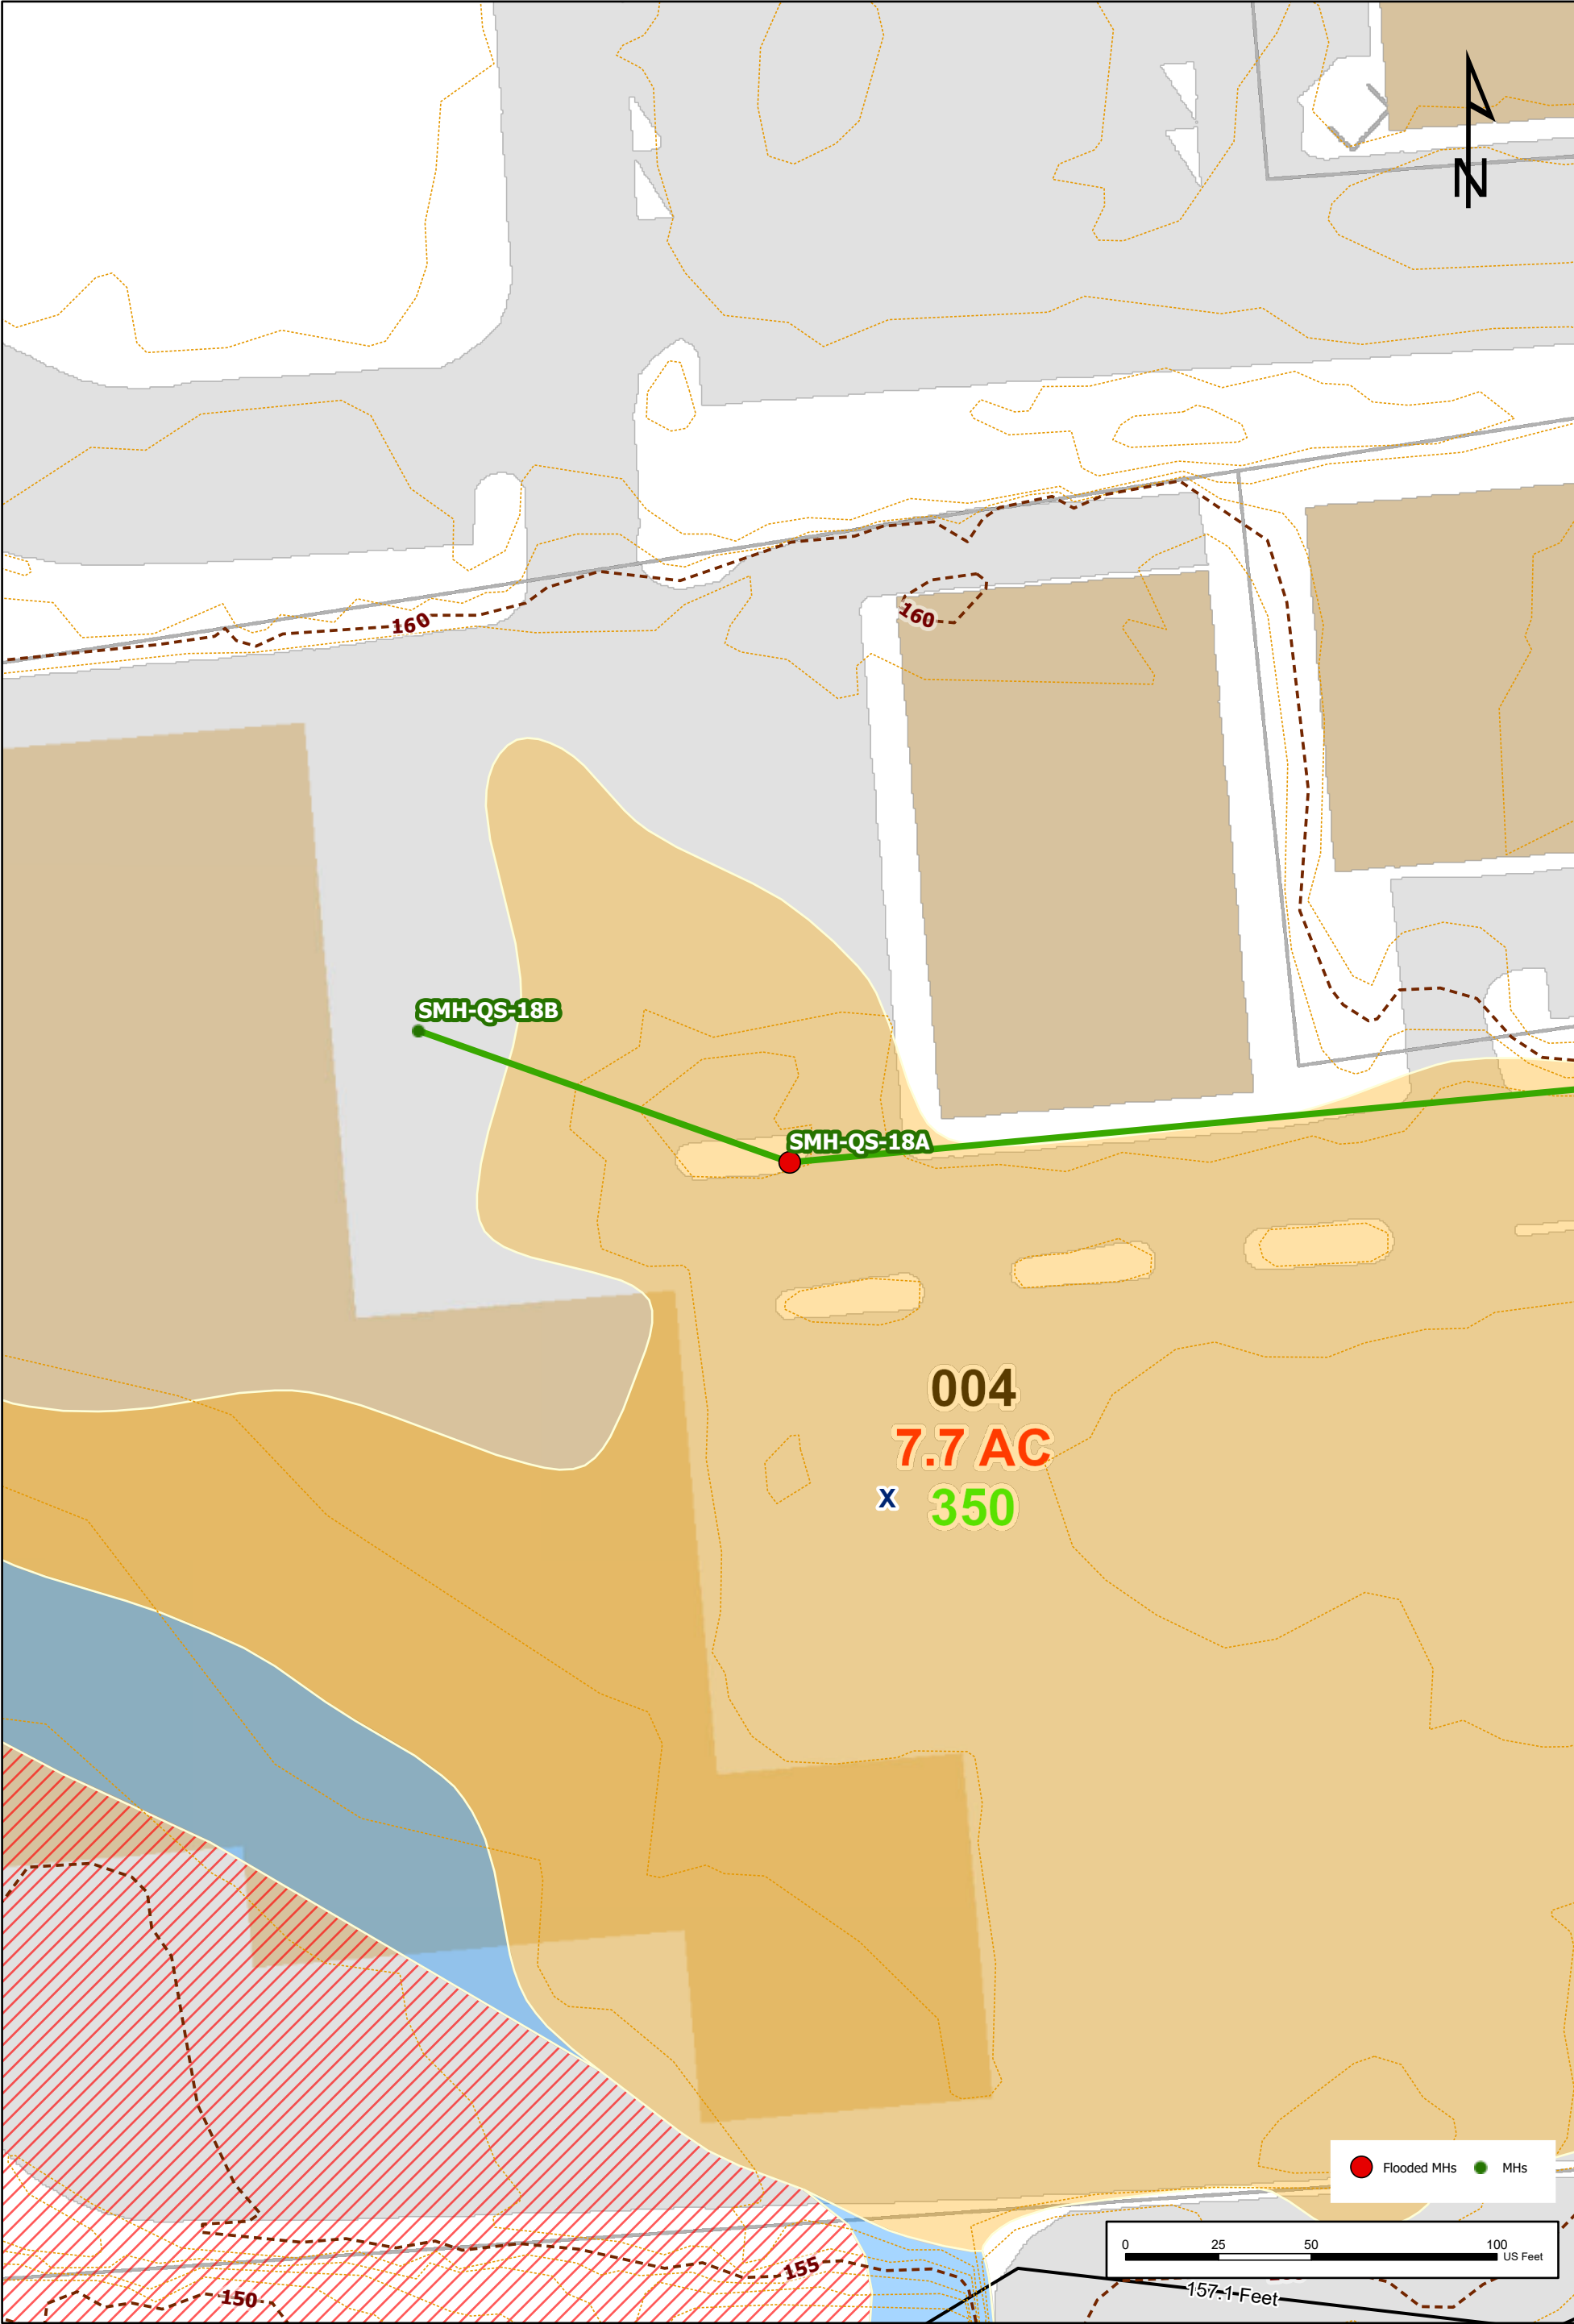 N
160
160
SMH-QS-18B
SMH-QS-18A
004
7.7 AC
X
350
Flooded MHs
MHs
0
25
50
100
US Feet
155
157.1 Feet
150